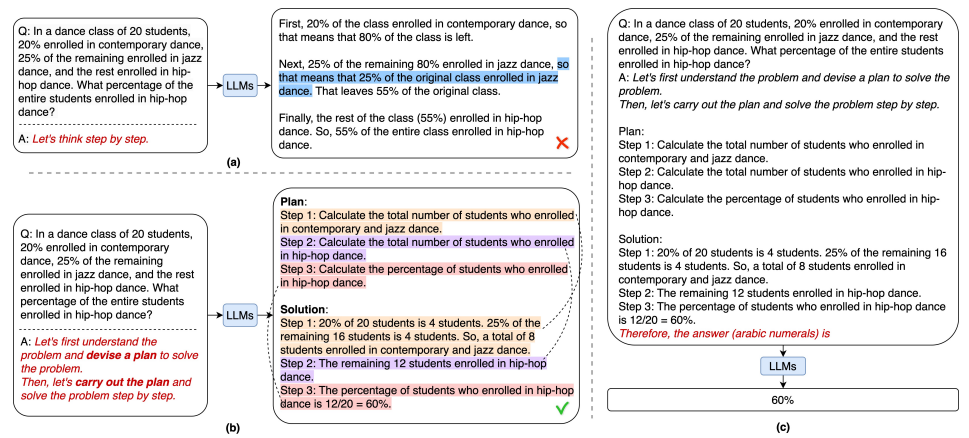 Q: In a dance class of 20 students,
20% enrolled in contemporary dance,
25% of the remaining enrolled in jazz
dance, and the rest enrolled in hip-
hop dance. What percentage of the
entire students enrolled in hip-hop
dance?
A: Let's think step by step.
LLMs
First, 20% of the class enrolled in contemporary dance, so
that means that 80% of the class is left.
Next, 25% of the remaining 80% enrolled in jazz dance, so
that means that 25% of the original class enrolled in jazz
dance. That leaves 55% of the original class.
Finally, the rest of the class (55%) enrolled in hip-hop
dance. So, 55% of the entire class enrolled in hip-hop
dance.
(a)
Q: In a dance class of 20 students,
20% enrolled in contemporary
dance, 25% of the remaining
enrolled in jazz dance, and the rest
enrolled in hip-hop dance. What
percentage of the entire students
enrolled in hip-hop dance?
A: Let's first understand the
problem and devise a plan to solve
the problem.
Then, let's carry out the plan and
solve the problem step by step.
LLMs
Plan:
Step 1: Calculate the total number of students who enrolled
in contemporary and jazz dance.
Step 2: Calculate the total number of students who enrolled
in hip-hop dance.
Step 3: Calculate the percentage of students who enrolled
in hip-hop dance.
Solution:
Step 1: 20% of 20 students is 4 students. 25% of the
remaining 16 students is 4 students. So, a total of 8
students enrolled in contemporary and jazz dance.
Step 2: The remaining 12 students enrolled in hip-hop
dance.
Step 3: The percentage of students who enrolled in hip-hop
dance is 12/20 = 60%.
(b)
Q: In a dance class of 20 students, 20% enrolled in contemporary
dance, 25% of the remaining enrolled in jazz dance, and the rest
enrolled in hip-hop dance. What percentage of the entire students
enrolled in hip-hop dance?
A: Let's first understand the problem and devise a plan to solve the
problem.
Then, let's carry out the plan and solve the problem step by step.
Plan:
Step 1: Calculate the total number of students who enrolled in
contemporary and jazz dance.
Step 2: Calculate the total number of students who enrolled in hip-
hop dance.
Step 3: Calculate the percentage of students who enrolled in hip-
hop dance.
Solution:
Step 1: 20% of 20 students is 4 students. 25% of the remaining 16
students is 4 students. So, a total of 8 students enrolled in
contemporary and jazz dance.
Step 2: The remaining 12 students enrolled in hip-hop dance.
Step 3: The percentage of students who enrolled in hip-hop dance
is 12/20 = 60%.
Therefore, the answer (arabic numerals) is
LLMs
60%
(c)